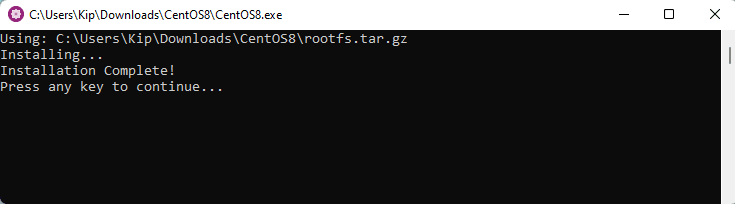 C:\Users\Kip\Downloads\CentOS8\CentOS8.exe
Using: C:\Users\Kip\Downloads\CentOS8\rootfs.tar.gz
Installing...
Installation Complete!
Press any key to continue...